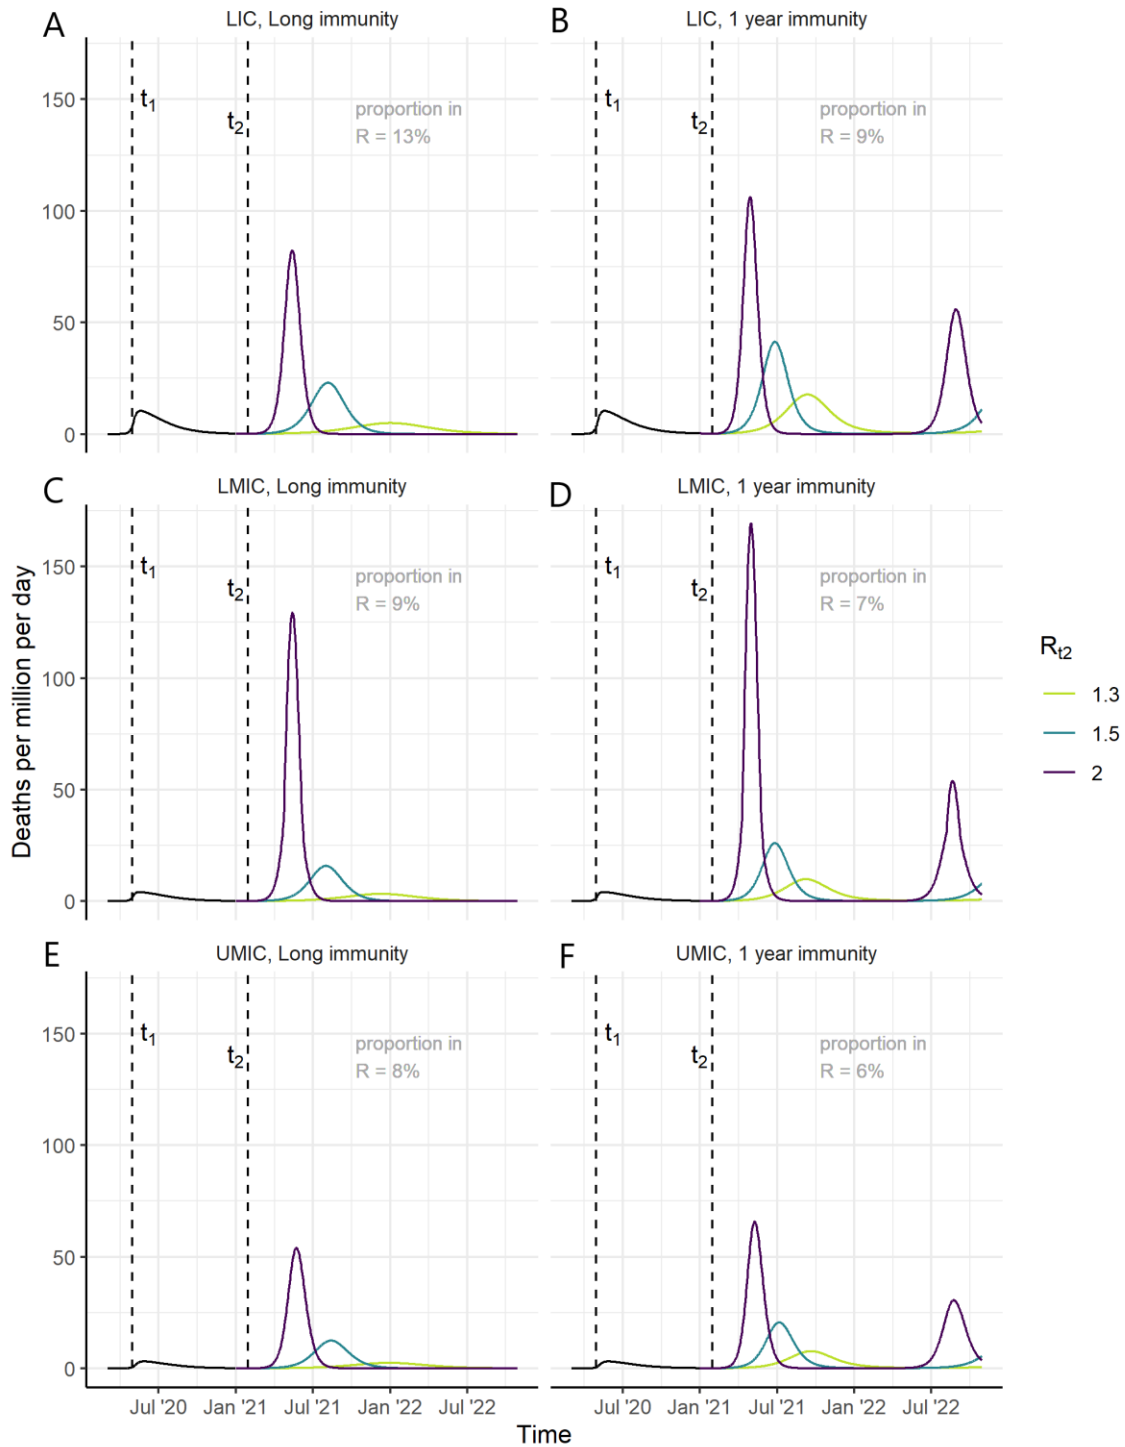 A
LIC, Long immunity
150
100
50
0
t1
t2
proportion in
R = 13%
B
LIC, 1 year immunity
t1
t2
proportion in
R = 9%
C
LMIC, Long immunity
150
100
50
0
t1
t2
proportion in
R = 9%
D
LMIC, 1 year immunity
t1
t2
proportion in
R = 7%
E
UMIC, Long immunity
150
100
50
0
t1
t2
proportion in
R = 8%
Jul '20 Jan '21 Jul '21 Jan '22 Jul '22
F
UMIC, 1 year immunity
t1
t2
proportion in
R = 6%
Jul '20 Jan '21 Jul '21 Jan '22 Jul '22
Deaths per million per day
Time
Rt2
1.3
1.5
2